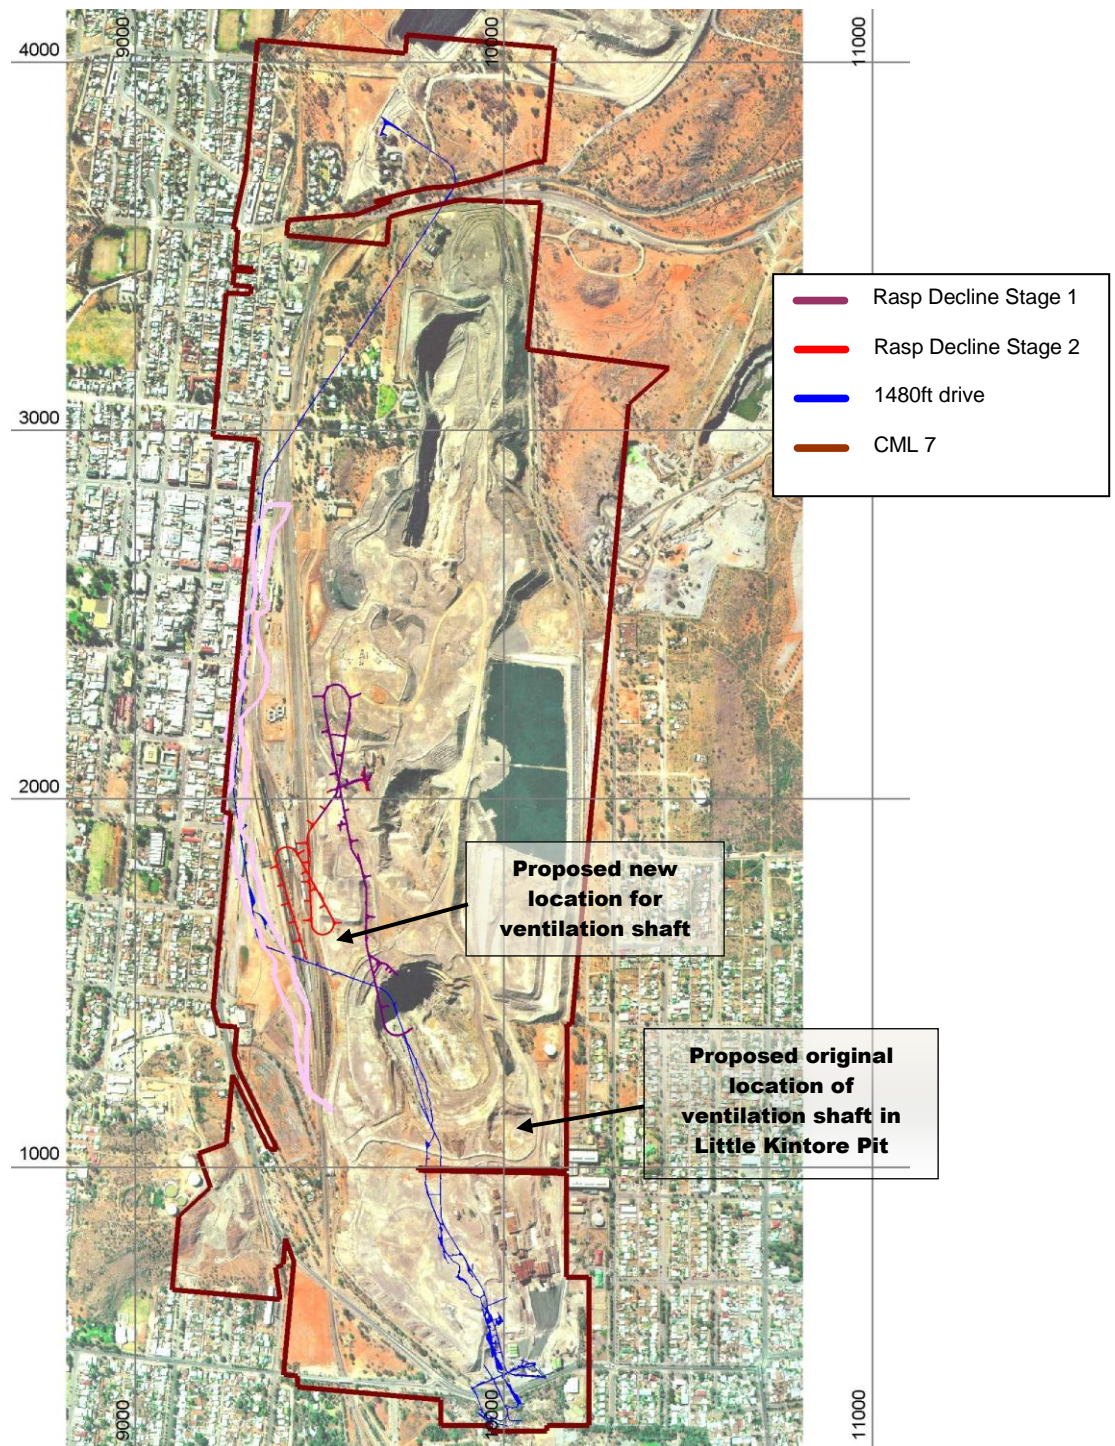 9000
10000
11000
4000
Rasp Decline Stage 1
Rasp Decline Stage 2
1480ft drive
CML 7
3000
2000
Proposed new
location for
ventilation shaft
Proposed original
location of
ventilation shaft in
Little Kintore Pit
1000
9000
10000
11000